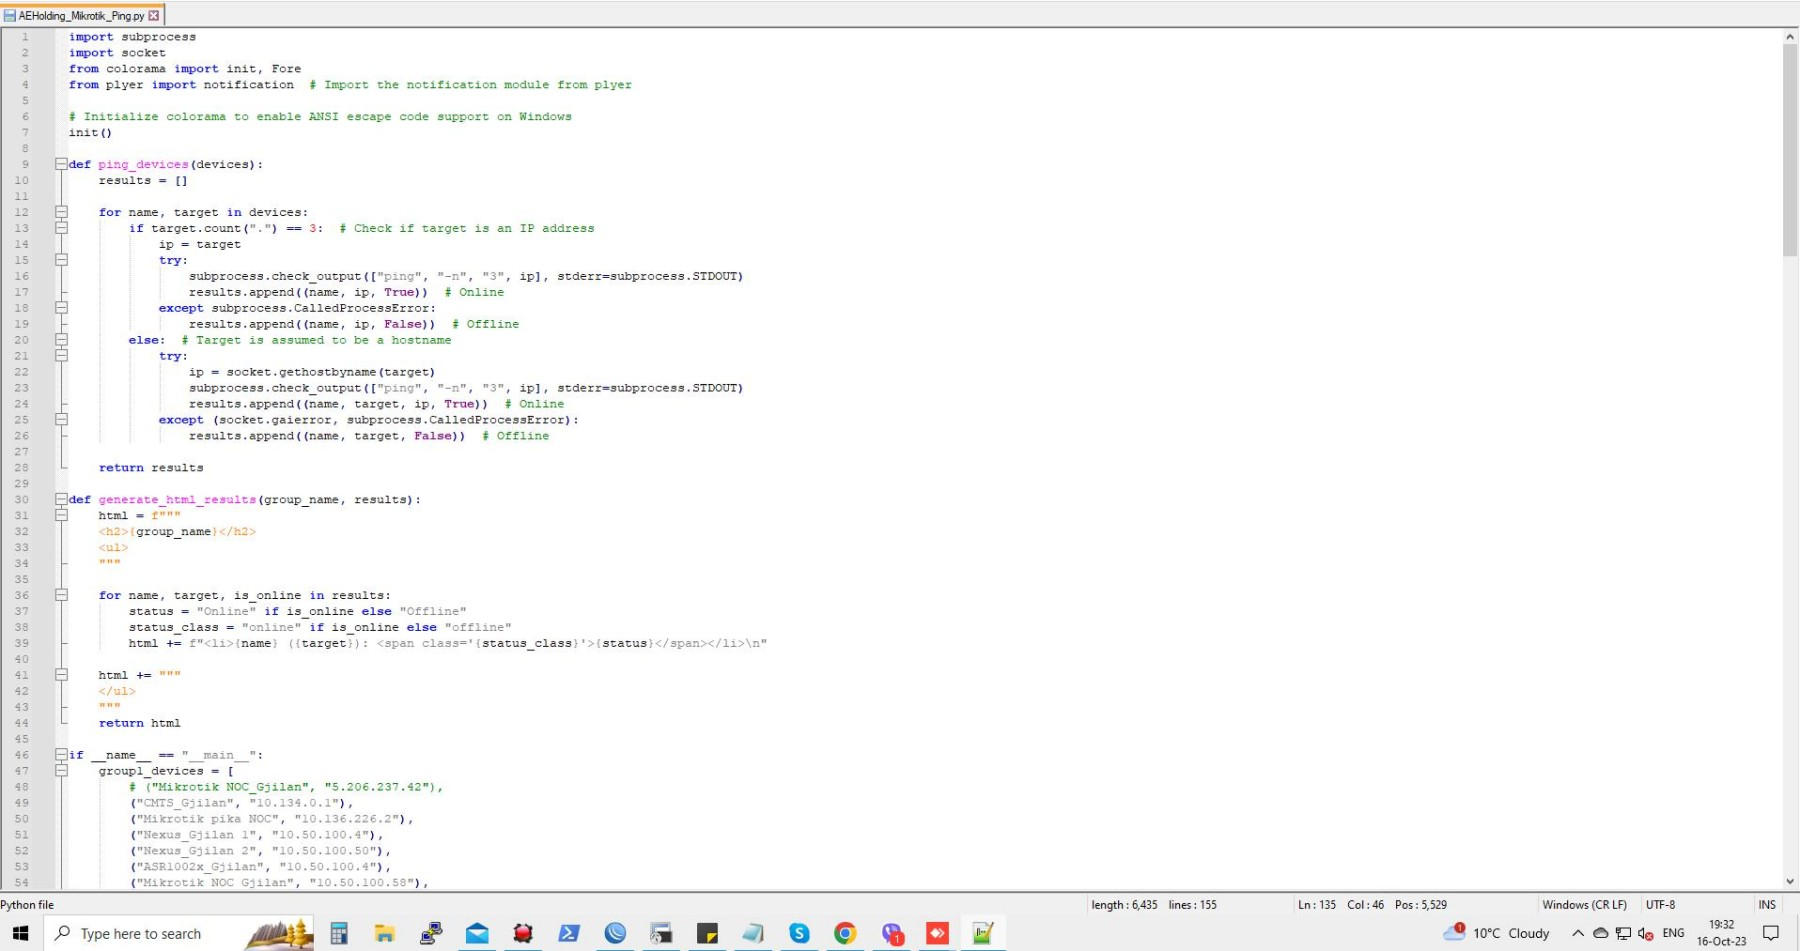 AEHolding_Mikrotik_Ping.py
1 import subprocess
2 import socket
3 from colorama import init, Fore
4 from plyer import notification  # Import the notification module from plyer
5
6 # Initialize colorama to enable ANSI escape code support on Windows
7 init()
8
9 def ping_devices(devices):
10     results = []
11
12     for name, target in devices:
13         if target.count(".") == 3:  # Check if target is an IP address
14             ip = target
15             try:
16                 subprocess.check_output(["ping", "-n", "3", ip], stderr=subprocess.STDOUT)
17                 results.append((name, ip, True))  # Online
18             except subprocess.CalledProcessError:
19                 results.append((name, ip, False))  # Offline
20         else:  # Target is assumed to be a hostname
21             try:
22                 ip = socket.gethostbyname(target)
23                 subprocess.check_output(["ping", "-n", "3", ip], stderr=subprocess.STDOUT)
24                 results.append((name, target, ip, True))  # Online
25             except (socket.gaierror, subprocess.CalledProcessError):
26                 results.append((name, target, False))  # Offline
27
28     return results
29
30 def generate_html_results(group_name, results):
31     html = f"""
32     <h2>{group_name}</h2>
33     <ul>
34     """
35
36     for name, target, is_online in results:
37         status = "Online" if is_online else "Offline"
38         status_class = "online" if is_online else "offline"
39         html += f"<li>{name} ({target}): <span class='{status_class}'>{status}</span></li>\n"
40
41     html += """
42     </ul>
43     """
44     return html
45
46 if __name__ == "__main__":
47     group1_devices = [
48         # ("Mikrotik NOC_Gjilan", "5.206.237.42"),
49         ("CMTS_Gjilan", "10.134.0.1"),
50         ("Mikrotik pika NOC", "10.136.226.2"),
51         ("Nexus_Gjilan 1", "10.50.100.4"),
52         ("Nexus_Gjilan 2", "10.50.100.50"),
53         ("ASR1002x_Gjilan", "10.50.100.4"),
54         ("Mikrotik NOC Gjilan", "10.50.100.58"),
Python file length : 6,435 lines : 155 Ln : 135 Col : 46 Pos : 5,529 Windows (CR LF) UTF-8 INS
Type here to search 1 1 10°C Cloudy ENG 19:32
16-Oct-23